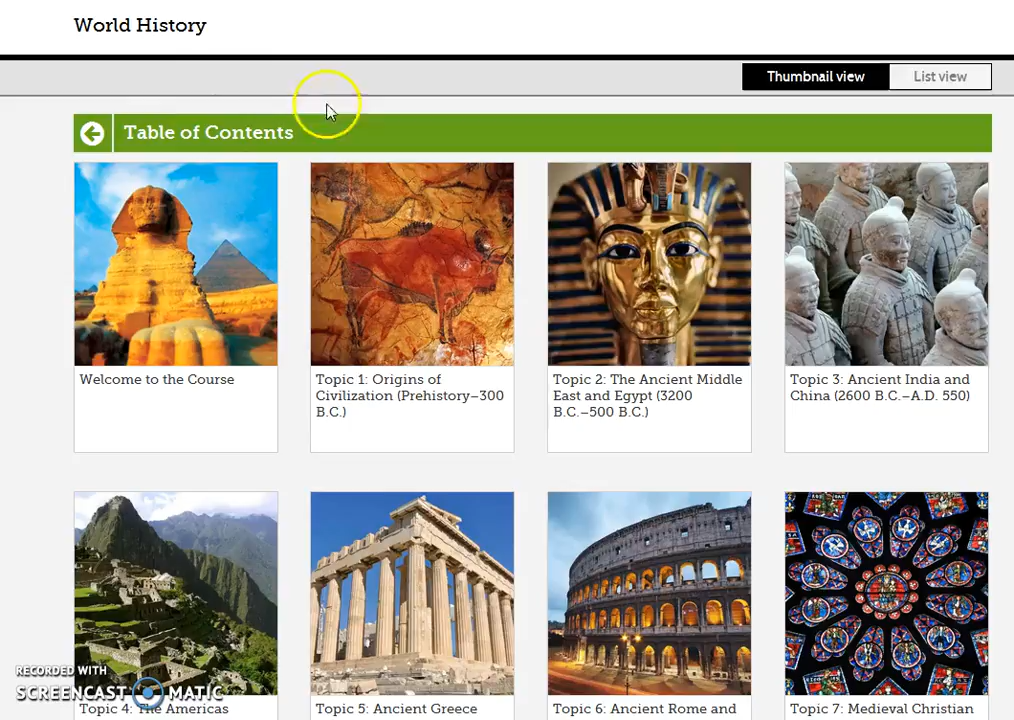 World History
Thumbnail view
List view
Table of Contents
Welcome to the Course
Topic 1: Origins of
Civilization (Prehistory–300
B.C.)
Topic 2: The Ancient Middle
East and Egypt (3200
B.C.–500 B.C.)
Topic 3: Ancient India and
China (2600 B.C.–A.D. 550)
Topic 4: The Americas
Topic 5: Ancient Greece
Topic 6: Ancient Rome and
Topic 7: Medieval Christian
RECORDED WITH
SCREENCAST MATIC